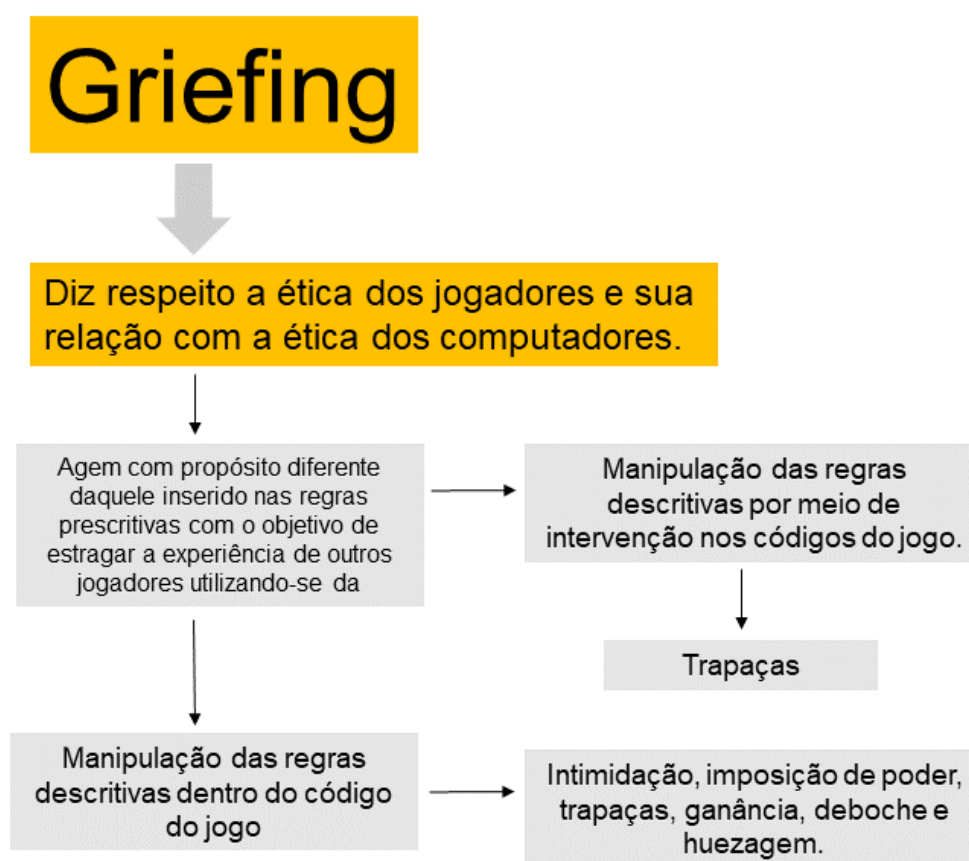 Griefing
Diz respeito a ética dos jogadores e sua
relação com a ética dos computadores.
Agem com propósito diferente
daquele inserido nas regras
prescritivas com o objetivo de
estragar a experiência de outros
jogadores utilizando-se da
Manipulação das regras
descritivas por meio de
intervenção nos códigos do jogo.
Trapaças
Manipulação das regras
descritivas dentro do código
do jogo
Intimidação, imposição de poder,
trapaças, ganância, deboche e
huezagem.